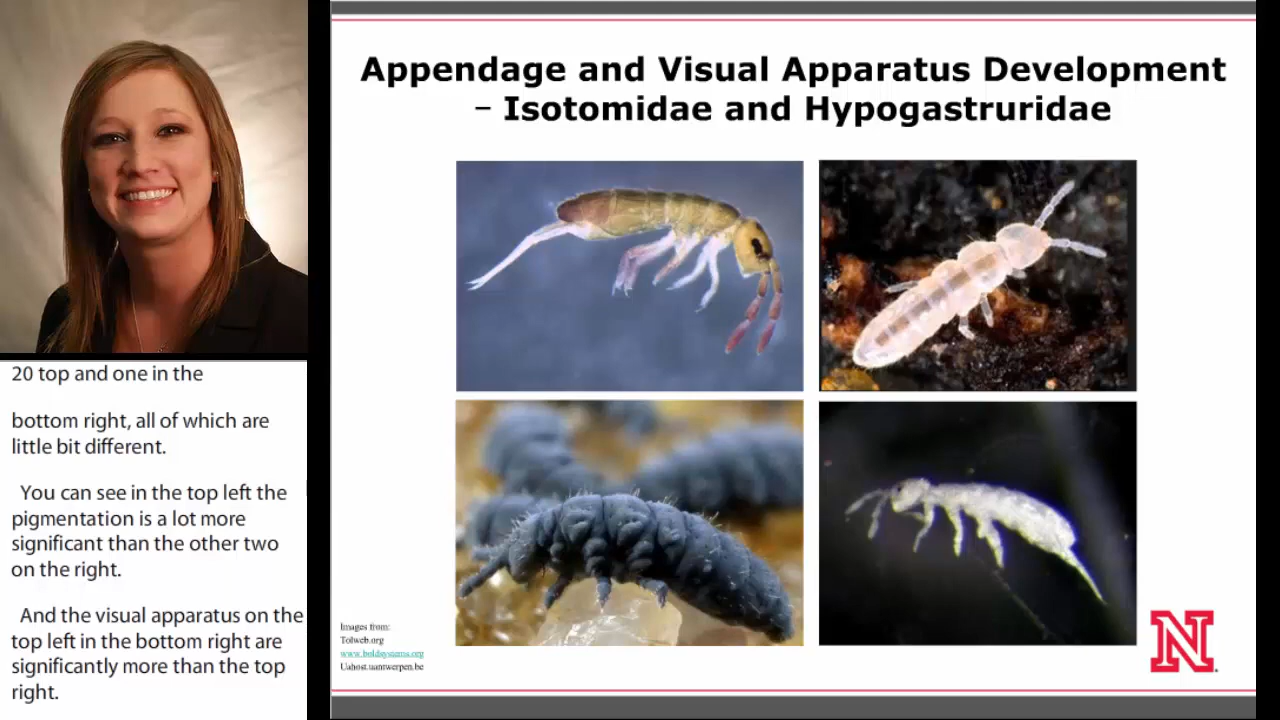 Appendage and Visual Apparatus Development
– Isotomidae and Hypogastruridae
20 top and one in the
bottom right, all of which are
little bit different.
You can see in the top left the
pigmentation is a lot more
significant than the other two
on the right.
And the visual apparatus on the
top left in the bottom right are
significantly more than the top
right.
Images from:
Tolweb.org
www.boldsystems.org
Uahost.uantwerpen.be
N